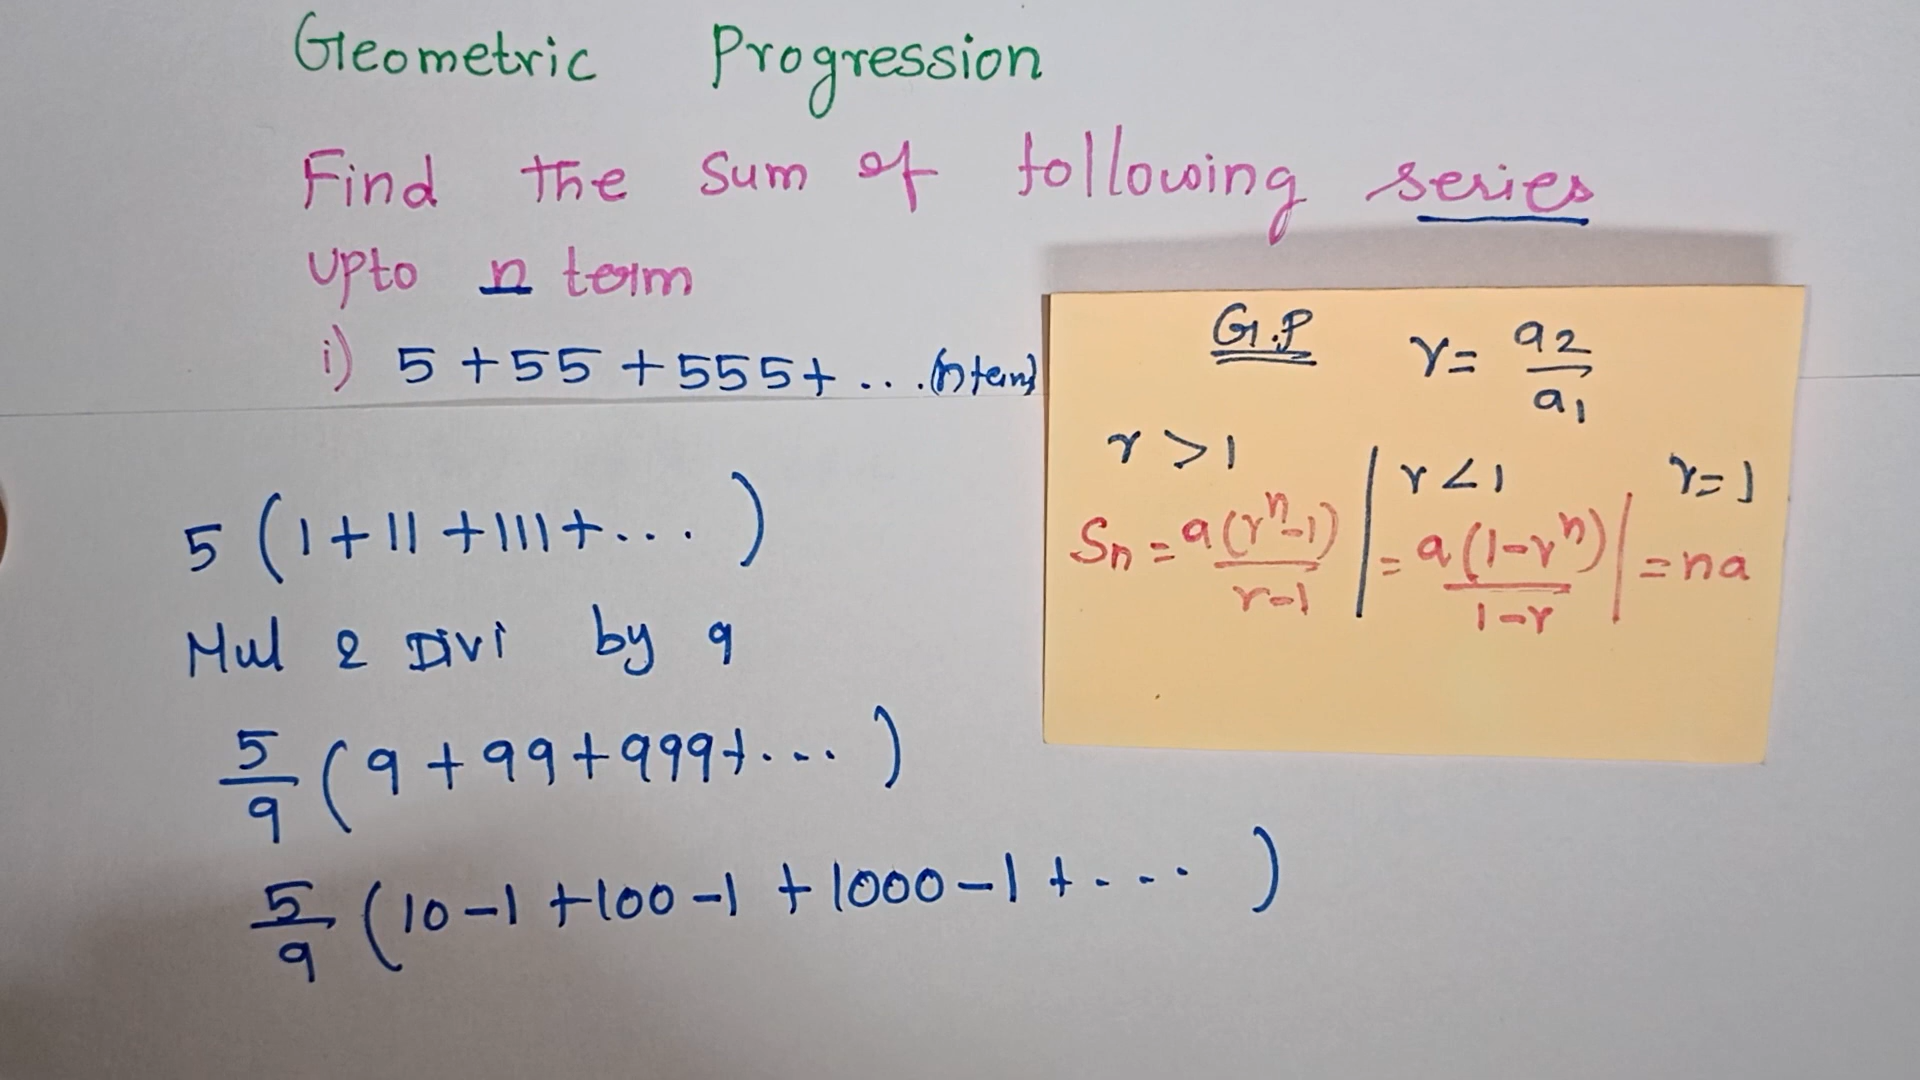 Geometric Progression
Find the sum of following series
upto n term
i) 5 + 55 + 555 + ... (n term)
5 (1 + 11 + 111 + ... )
Mul & Divi by 9
5/9 (9 + 99 + 999 + ... )
5/9 (10 - 1 + 100 - 1 + 1000 - 1 + ... )
G.P r = a2/a1
r > 1 | r < 1 r = 1
Sn = a(r^n - 1)/r - 1 | = a(1 - r^n)/1 - r | = na